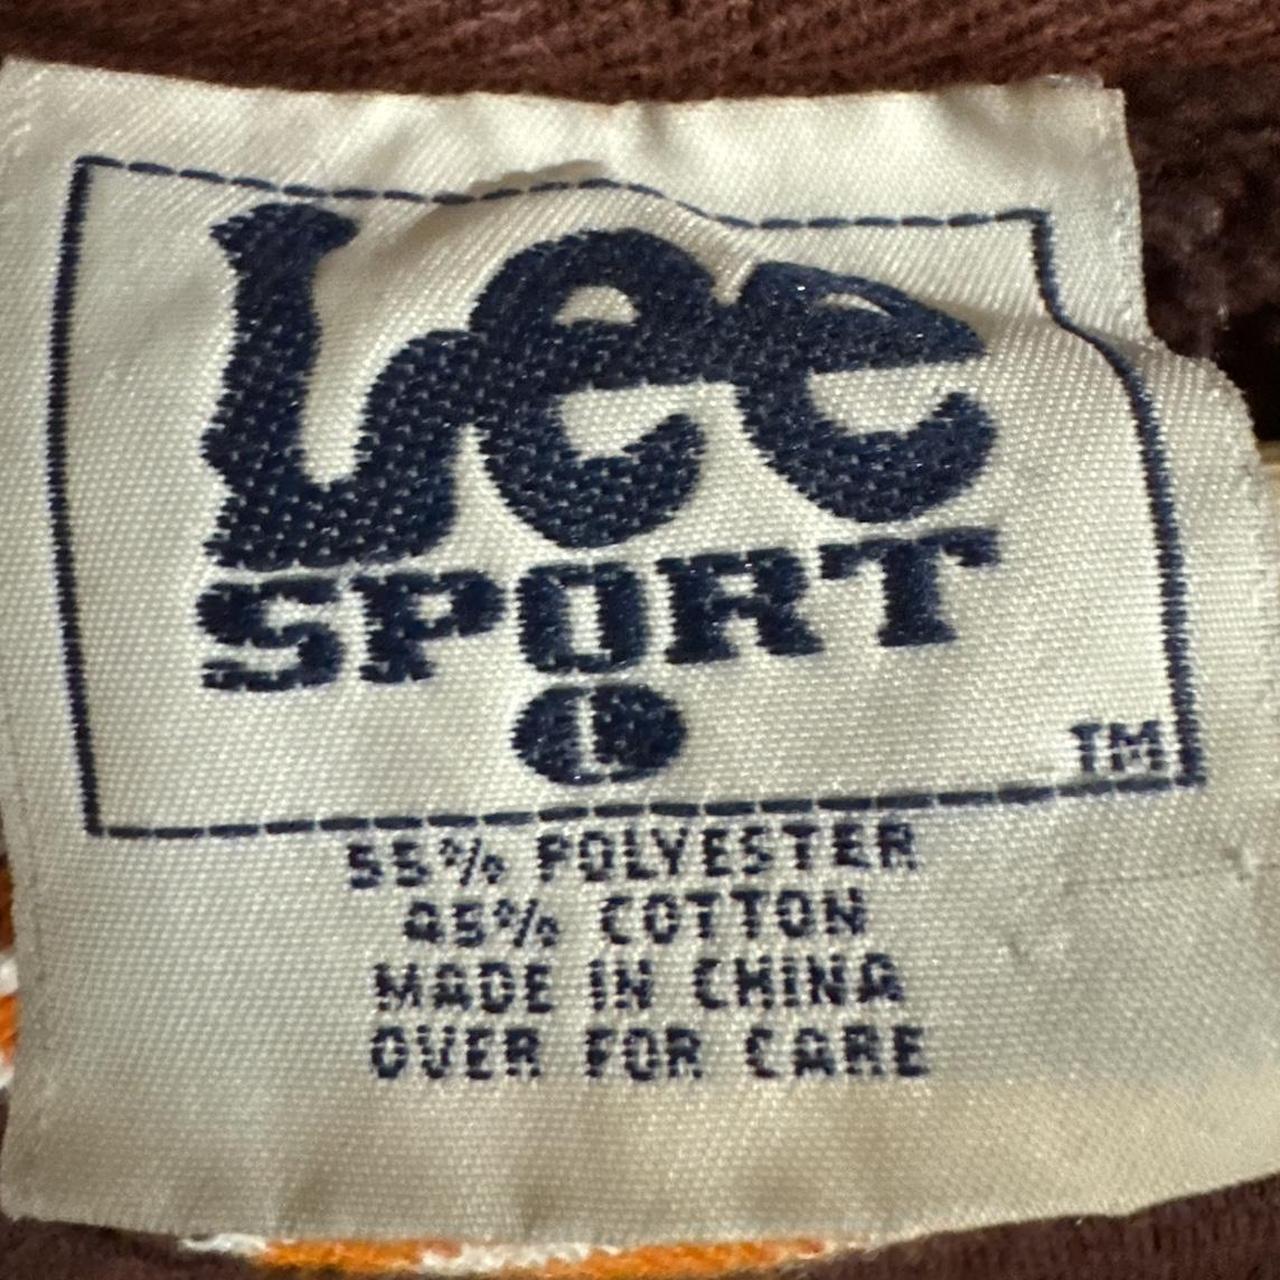 Lee
SPORT
L
TM
55% POLYESTER
45% COTTON
MADE IN CHINA
OVER FOR CARE